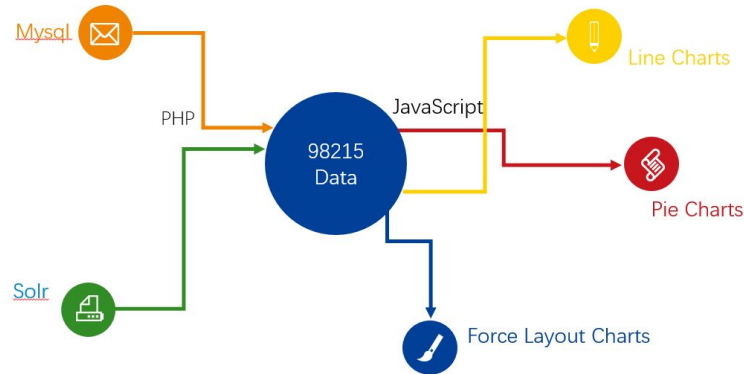 Mysql
PHP
98215
Data
JavaScript
Line Charts
Pie Charts
Solr
Force Layout Charts